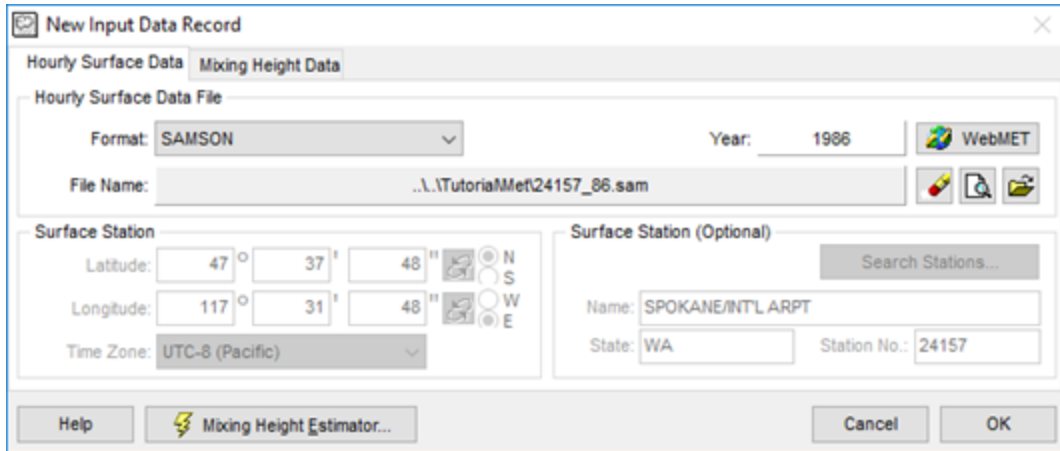 New Input Data Record
Hourly Surface Data Mixing Height Data
Hourly Surface Data File
Format: SAMSON Year: 1986 WebMET
File Name: ..\..\Tutorial\Met\24157_86.sam
Surface Station Surface Station (Optional)
Latitude: 47 ° 37 ' 48 " N S Search Stations...
Longitude: 117 ° 31 ' 48 " W E Name: SPOKANE/INT'L ARPT
Time Zone: UTC-8 (Pacific) State: WA Station No.: 24157
Help Mixing Height Estimator... Cancel OK